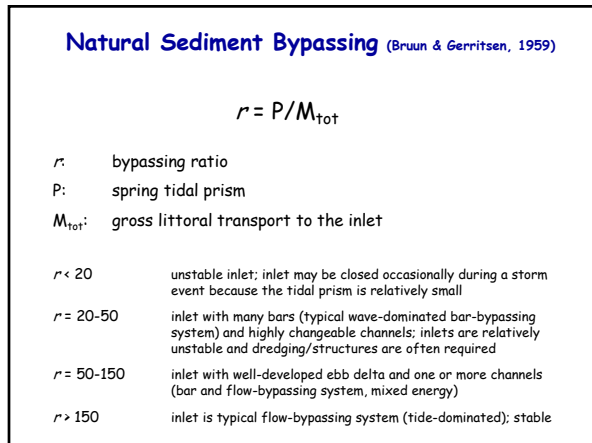 Natural Sediment Bypassing (Bruun & Gerritsen, 1959)
r = P/Mtot
r: bypassing ratio
P: spring tidal prism
Mtot: gross littoral transport to the inlet
r < 20 unstable inlet; inlet may be closed occasionally during a storm
event because the tidal prism is relatively small
r = 20-50 inlet with many bars (typical wave-dominated bar-bypassing
system) and highly changeable channels; inlets are relatively
unstable and dredging/structures are often required
r = 50-150 inlet with well-developed ebb delta and one or more channels
(bar and flow-bypassing system, mixed energy)
r > 150 inlet is typical flow-bypassing system (tide-dominated); stable